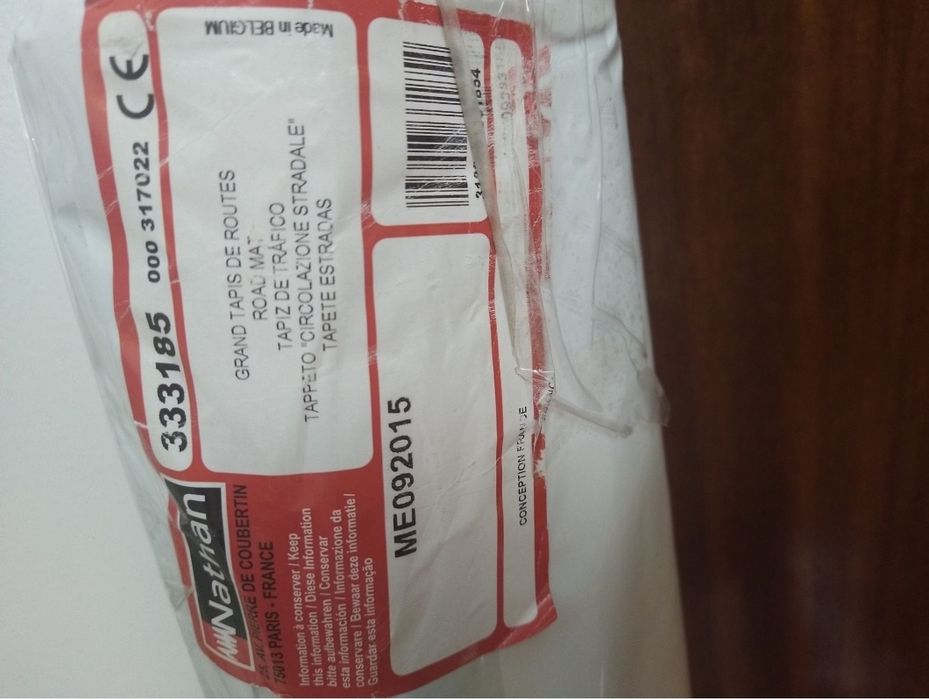 Nathan
PIERRE DE COUBERTIN
75013 PARIS - FRANCE
Information à conserver / Keep
this information / Diese Information
bitte aufbewahren / Conservar
esta información / Informazione da
conservare / Bewaar deze informatie /
Guardar esta informação
333185 000 317022 CE
GRAND TAPIS DE ROUTES
ROAD MAT
TAPIZ DE TRÁFICO
TAPPETO "CIRCOLAZIONE STRADALE"
TAPETE ESTRADAS
Made in BELGIUM
ME092015
CONCEPTION FRANCE